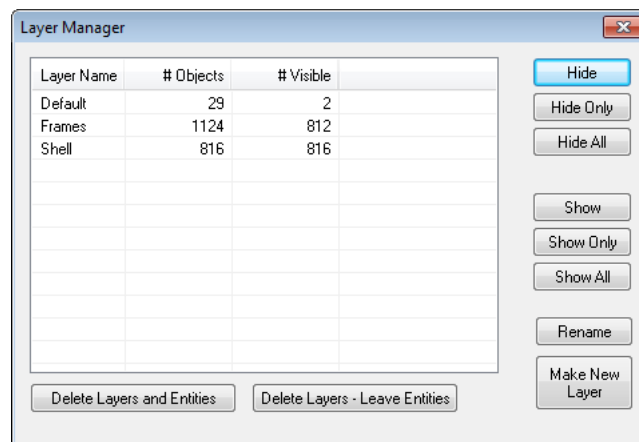 Layer Manager
Layer Name # Objects # Visible
Default 29 2
Frames 1124 812
Shell 816 816
Hide
Hide Only
Hide All
Show
Show Only
Show All
Rename
Make New
Layer
Delete Layers and Entities
Delete Layers - Leave Entities